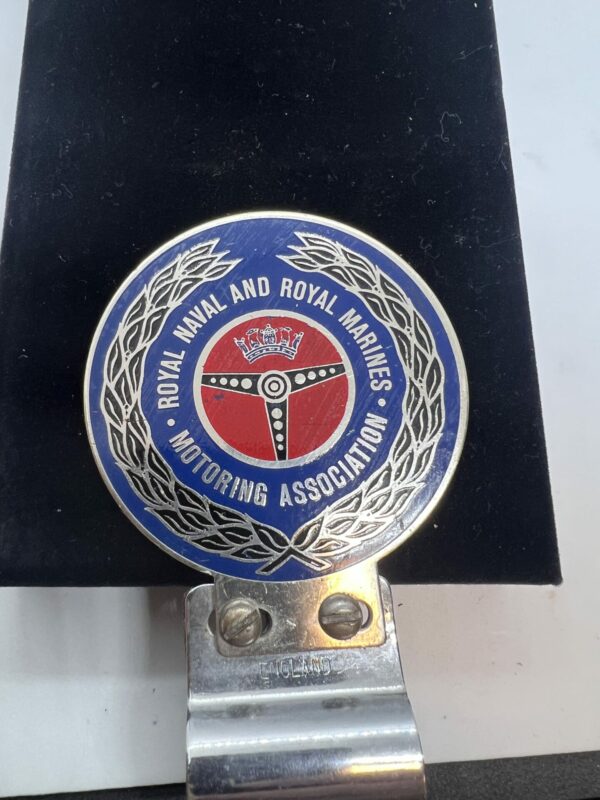 • ROYAL NAVAL AND ROYAL MARINES •
MOTORING ASSOCIATION
ENGLAND